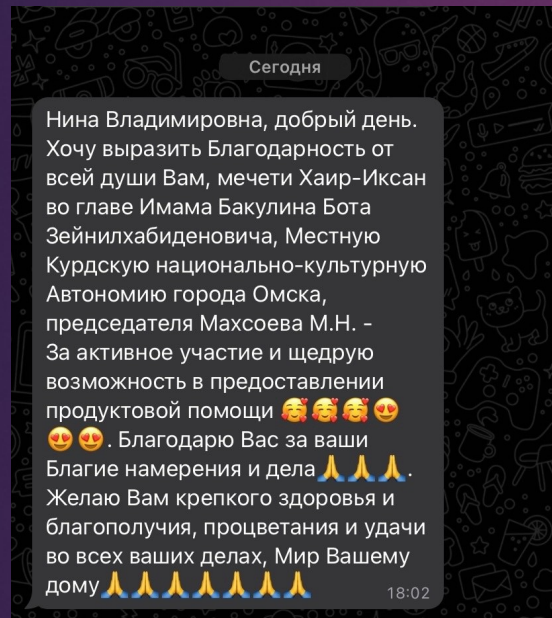 Сегодня
Нина Владимировна, добрый день.
Хочу выразить Благодарность от
всей души Вам, мечети Хаир-Иксан
во главе Имама Бакулина Бота
Зейнилхабиденовича, Местную
Курдскую национально-культурную
Автономию города Омска,
председателя Махсоева М.Н. -
За активное участие и щедрую
возможность в предоставлении
продуктовой помощи 🥰🥰🥰😍
😍😍. Благодарю Вас за ваши
Благие намерения и дела🙏🙏🙏.
Желаю Вам крепкого здоровья и
благополучия, процветания и удачи
во всех ваших делах, Мир Вашему
дому🙏🙏🙏🙏🙏🙏🙏
18:02